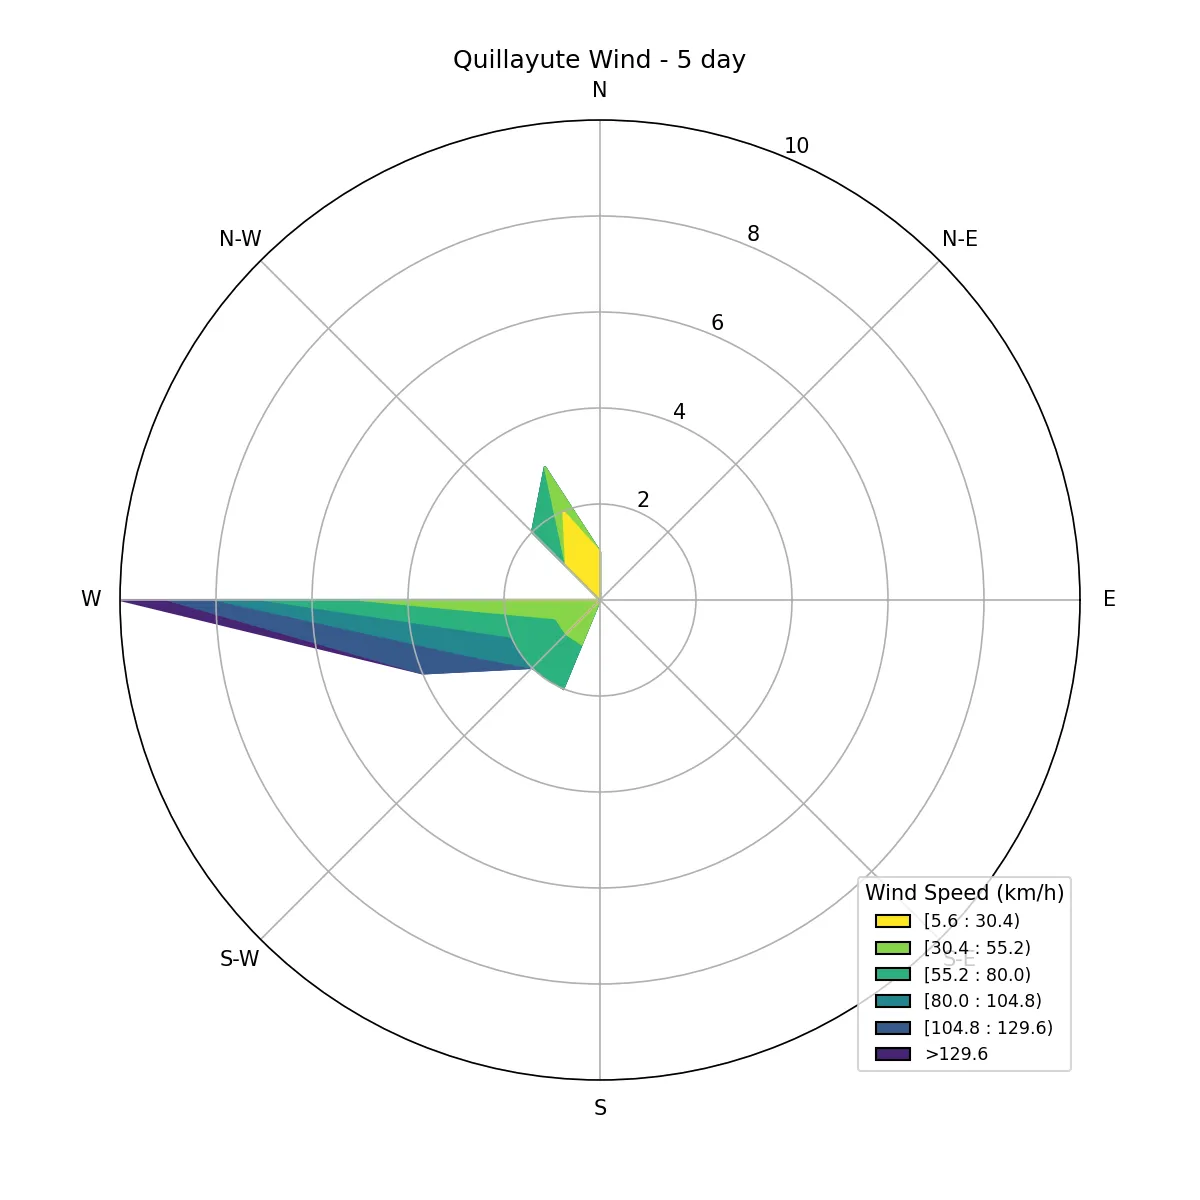 Quillayute Wind - 5 day
N
10
N-W
8
N-E
6
4
2
W
E
S-W
S-E
S
Wind Speed (km/h)
[5.6 : 30.4)
[30.4 : 55.2)
[55.2 : 80.0)
[80.0 : 104.8)
[104.8 : 129.6)
>129.6